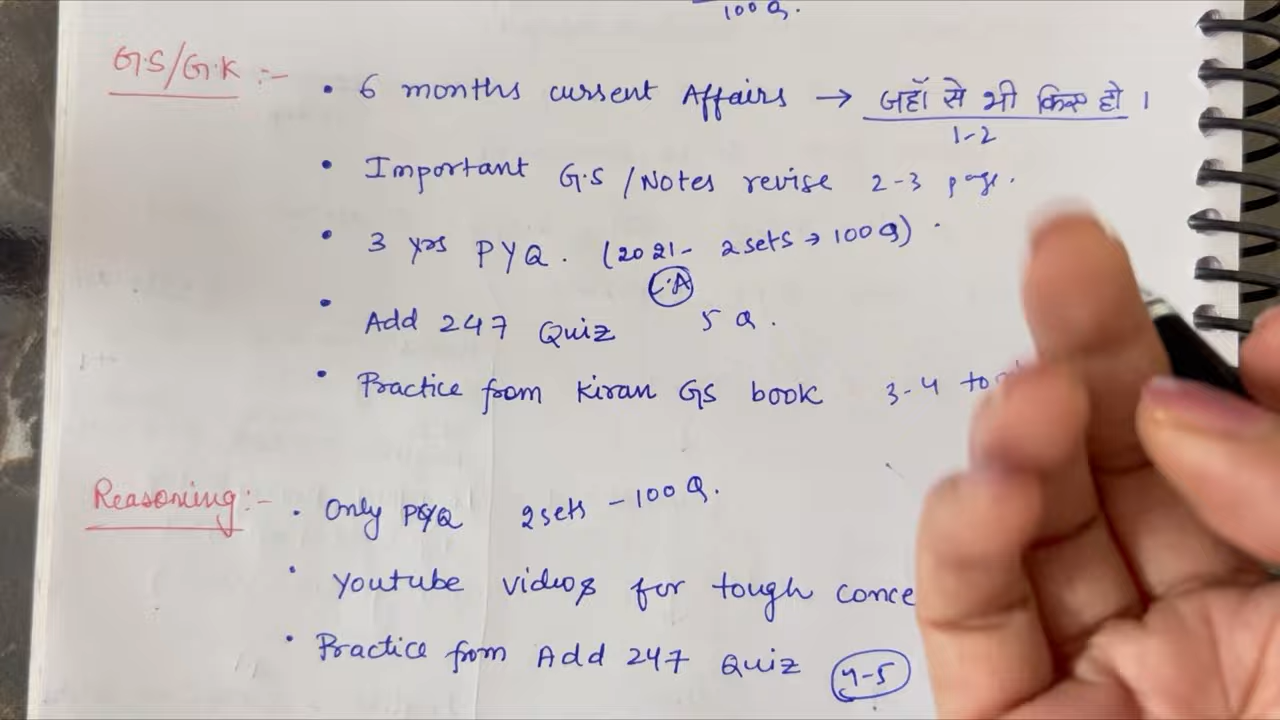 100 Q.
G.S/G.K :-
• 6 months current Affairs → जहाँ से भी किए हो ।
1-2
• Important G.S /Notes revise 2-3 page.
• 3 yrs PYQ. (2021- 2sets → 100 Q) .
C.A
• Add 247 Quiz 5 Q .
• Practice from Kiran GS book 3-4
Reasoning:- • Only PYQ 2sets - 100 Q.
• Youtube videos for tough conce
• Practice from Add 247 Quiz 4-5